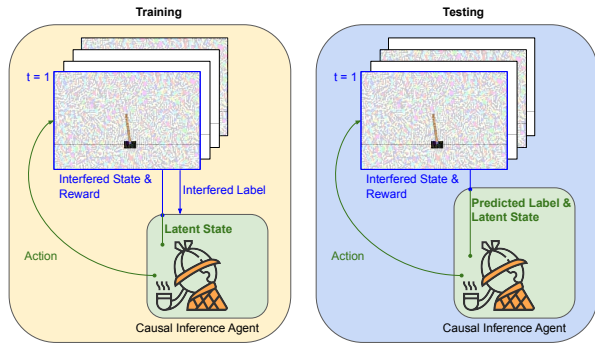 Training
t = 1
Interfered State &
Reward
Interfered Label
Latent State
Action
Causal Inference Agent
Testing
t = 1
Interfered State &
Reward
Predicted Label &
Latent State
Action
Causal Inference Agent